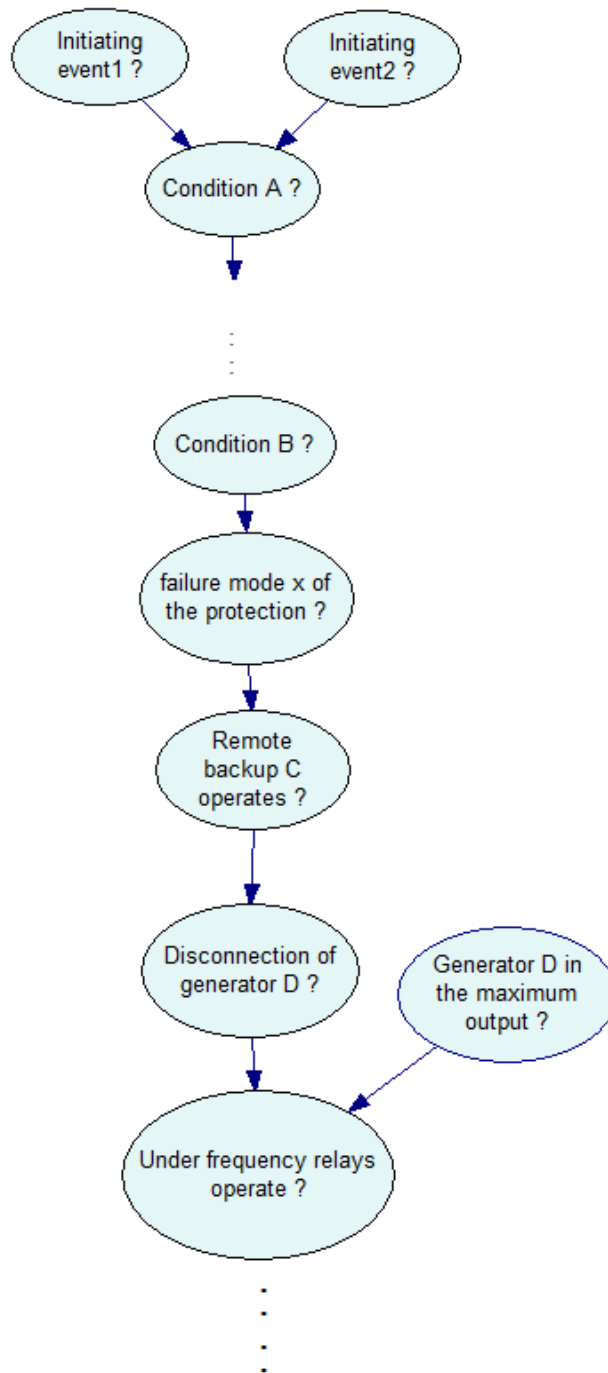 Initiating
event1 ?
Initiating
event2 ?
Condition A ?
Condition B ?
failure mode x of
the protection ?
Remote
backup C
operates ?
Disconnection of
generator D ?
Generator D in
the maximum
output ?
Under frequency relays
operate ?